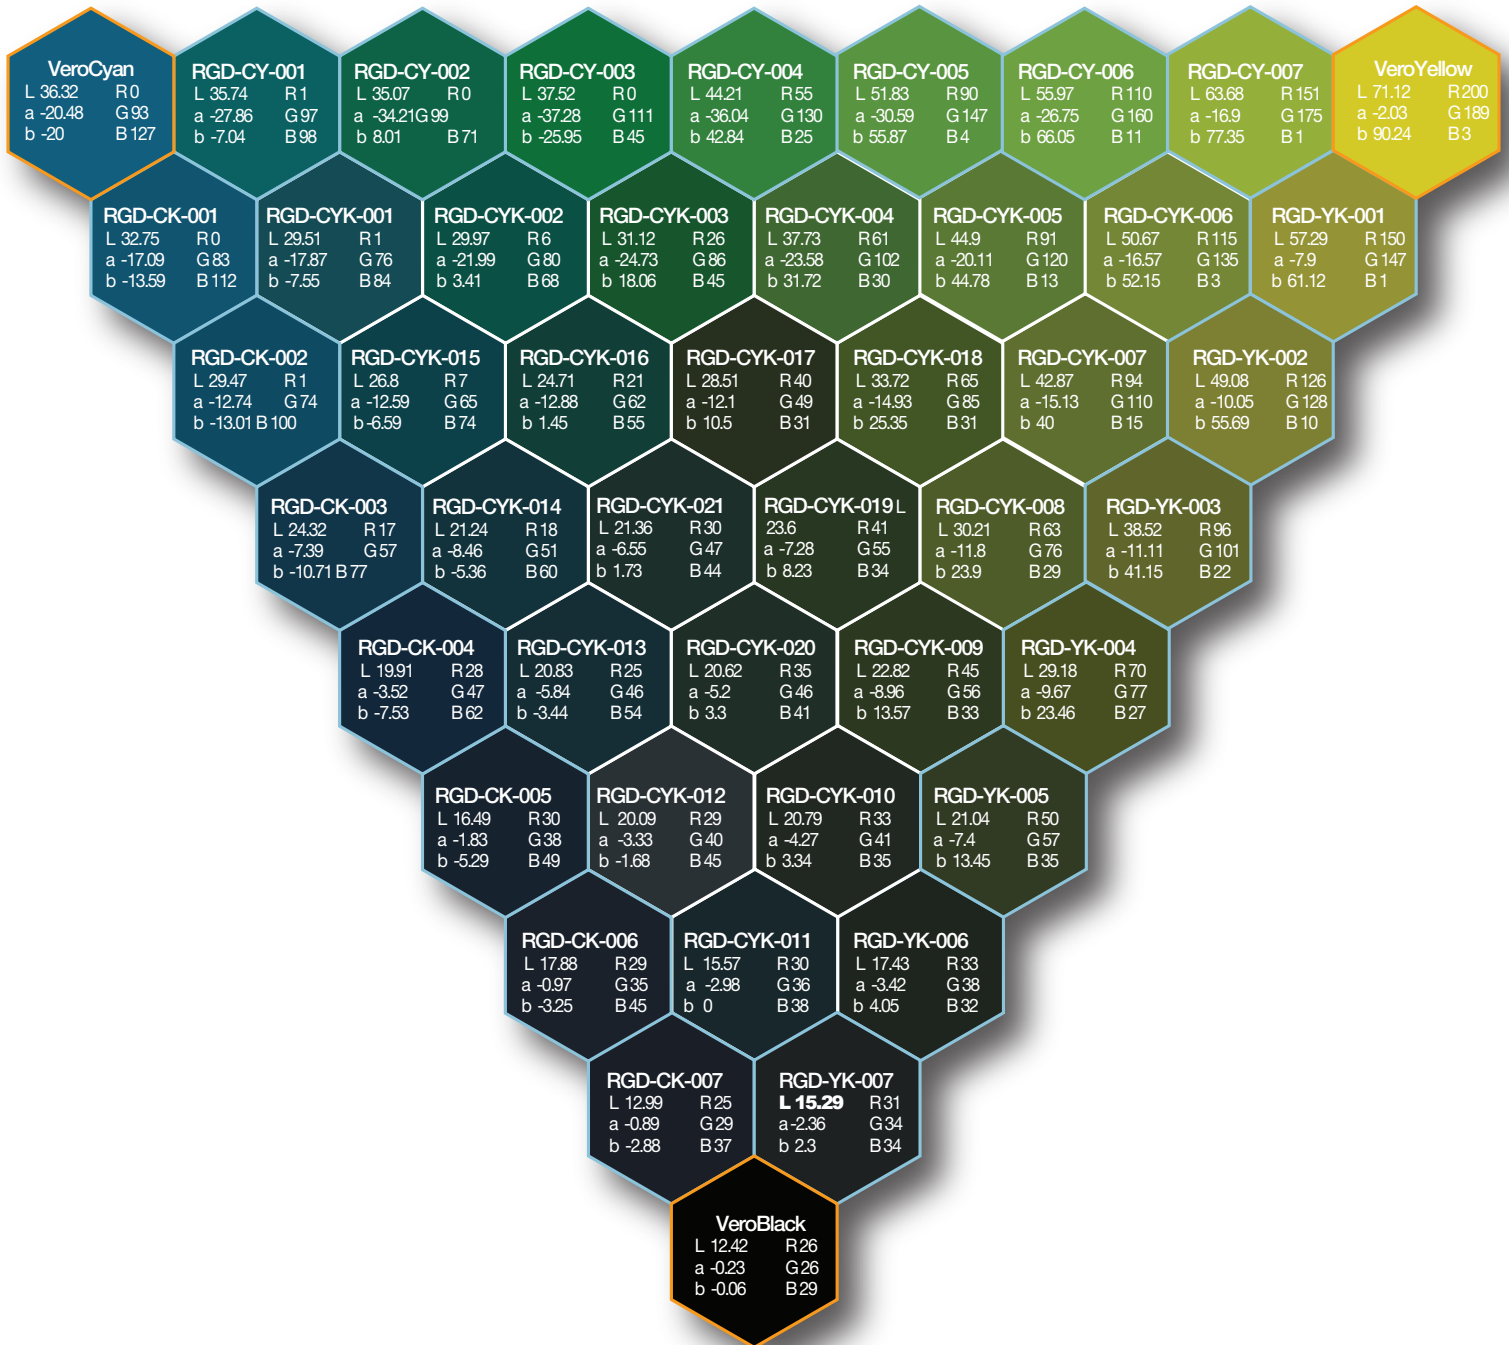 VeroCyan
L 36.32 R 0
a -20.48 G 93
b -20 B 127
RGD-CY-001
L 35.74 R 1
a -27.86 G 97
b -7.04 B 98
RGD-CY-002
L 35.07 R 0
a -34.21 G 99
b 8.01 B 71
RGD-CY-003
L 37.52 R 0
a -37.28 G 111
b -25.95 B 45
RGD-CY-004
L 44.21 R 55
a -36.04 G 130
b 42.84 B 25
RGD-CY-005
L 51.83 R 90
a -30.59 G 147
b 55.87 B 4
RGD-CY-006
L 55.97 R 110
a -26.75 G 160
b 66.05 B 11
RGD-CY-007
L 63.68 R 151
a -16.9 G 175
b 77.35 B 1
VeroYellow
L 71.12 R 200
a -2.03 G 189
b 90.24 B 3
RGD-CK-001
L 32.75 R 0
a -17.09 G 83
b -13.59 B 112
RGD-CYK-001
L 29.51 R 1
a -17.87 G 76
b -7.55 B 84
RGD-CYK-002
L 29.97 R 6
a -21.99 G 80
b 3.41 B 68
RGD-CYK-003
L 31.12 R 26
a -24.73 G 86
b 18.06 B 45
RGD-CYK-004
L 37.73 R 61
a -23.58 G 102
b 31.72 B 30
RGD-CYK-005
L 44.9 R 91
a -20.11 G 120
b 44.78 B 13
RGD-CYK-006
L 50.67 R 115
a -16.57 G 135
b 52.15 B 3
RGD-YK-001
L 57.29 R 150
a -7.9 G 147
b 61.12 B 1
RGD-CK-002
L 29.47 R 1
a -12.74 G 74
b -13.01 B 100
RGD-CYK-015
L 26.8 R 7
a -12.59 G 65
b -6.59 B 74
RGD-CYK-016
L 24.71 R 21
a -12.88 G 62
b 1.45 B 55
RGD-CYK-017
L 28.51 R 40
a -12.1 G 49
b 10.5 B 31
RGD-CYK-018
L 33.72 R 65
a -14.93 G 85
b 25.35 B 31
RGD-CYK-007
L 42.87 R 94
a -15.13 G 110
b 40 B 15
RGD-YK-002
L 49.08 R 126
a -10.05 G 128
b 55.69 B 10
RGD-CK-003
L 24.32 R 17
a -7.39 G 57
b -10.71 B 77
RGD-CYK-014
L 21.24 R 18
a -8.46 G 51
b -5.36 B 60
RGD-CYK-021
L 21.36 R 30
a -6.55 G 47
b 1.73 B 44
RGD-CYK-019 L
23.6 R 41
a -7.28 G 55
b 8.23 B 34
RGD-CYK-008
L 30.21 R 63
a -11.8 G 76
b 23.9 B 29
RGD-YK-003
L 38.52 R 96
a -11.11 G 101
b 41.15 B 22
RGD-CK-004
L 19.91 R 28
a -3.52 G 47
b -7.53 B 62
RGD-CYK-013
L 20.83 R 25
a -5.84 G 46
b -3.44 B 54
RGD-CYK-020
L 20.62 R 35
a -5.2 G 46
b 3.3 B 41
RGD-CYK-009
L 22.82 R 45
a -8.96 G 56
b 13.57 B 33
RGD-YK-004
L 29.18 R 70
a -9.67 G 77
b 23.46 B 27
RGD-CK-005
L 16.49 R 30
a -1.83 G 38
b -5.29 B 49
RGD-CYK-012
L 20.09 R 29
a -3.33 G 40
b -1.68 B 45
RGD-CYK-010
L 20.79 R 33
a -4.27 G 41
b 3.34 B 35
RGD-YK-005
L 21.04 R 50
a -7.4 G 57
b 13.45 B 35
RGD-CK-006
L 17.88 R 29
a -0.97 G 35
b -3.25 B 45
RGD-CYK-011
L 15.57 R 30
a -2.98 G 36
b 0 B 38
RGD-YK-006
L 17.43 R 33
a -3.42 G 38
b 4.05 B 32
RGD-CK-007
L 12.99 R 25
a -0.89 G 29
b -2.88 B 37
RGD-YK-007
L 15.29 R 31
a -2.36 G 34
b 2.3 B 34
VeroBlack
L 12.42 R 26
a -0.23 G 26
b -0.06 B 29